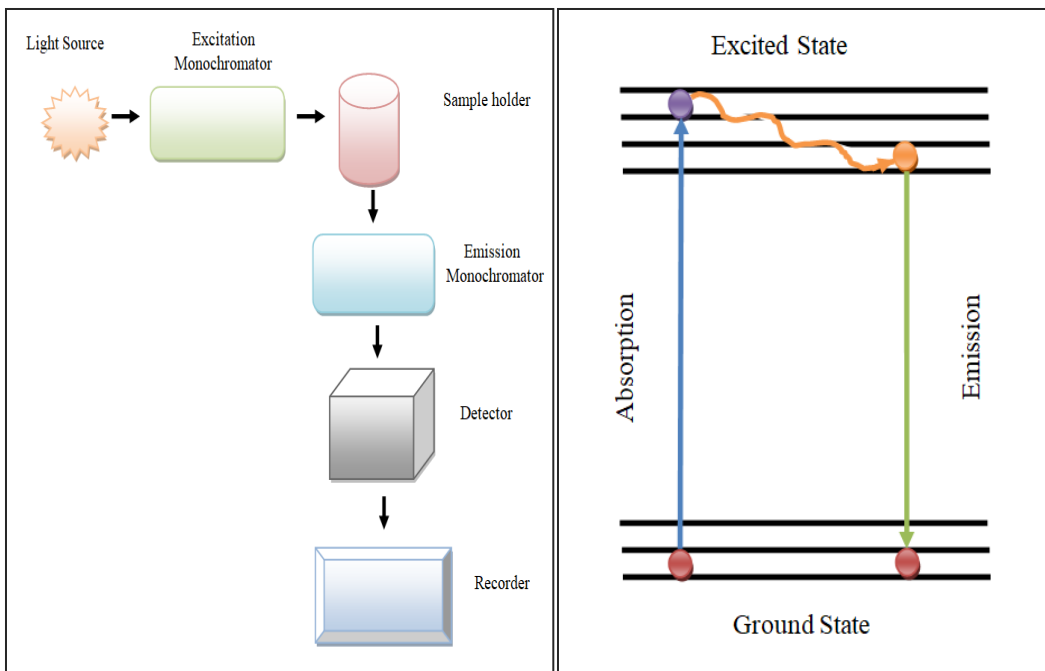 Light Source
Excitation
Monochromator
Sample holder
Emission
Monochromator
Detector
Recorder
Excited State
Absorption
Emission
Ground State